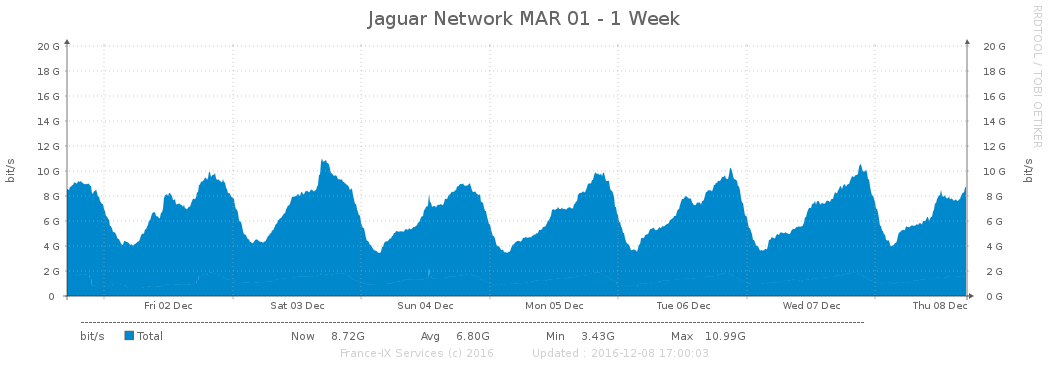 Jaguar Network MAR 01 - 1 Week
RRDTOOL / TOBI OETIKER
bit/s
bit/s
20 G 20 G
18 G 18 G
16 G 16 G
14 G 14 G
12 G 12 G
10 G 10 G
8 G 8 G
6 G 6 G
4 G 4 G
2 G 2 G
0 0 G
Fri 02 Dec Sat 03 Dec Sun 04 Dec Mon 05 Dec Tue 06 Dec Wed 07 Dec Thu 08 Dec
bit/s Total Now 8.72G Avg 6.80G Min 3.43G Max 10.99G
France-IX Services (c) 2016 Updated : 2016-12-08 17:00:03